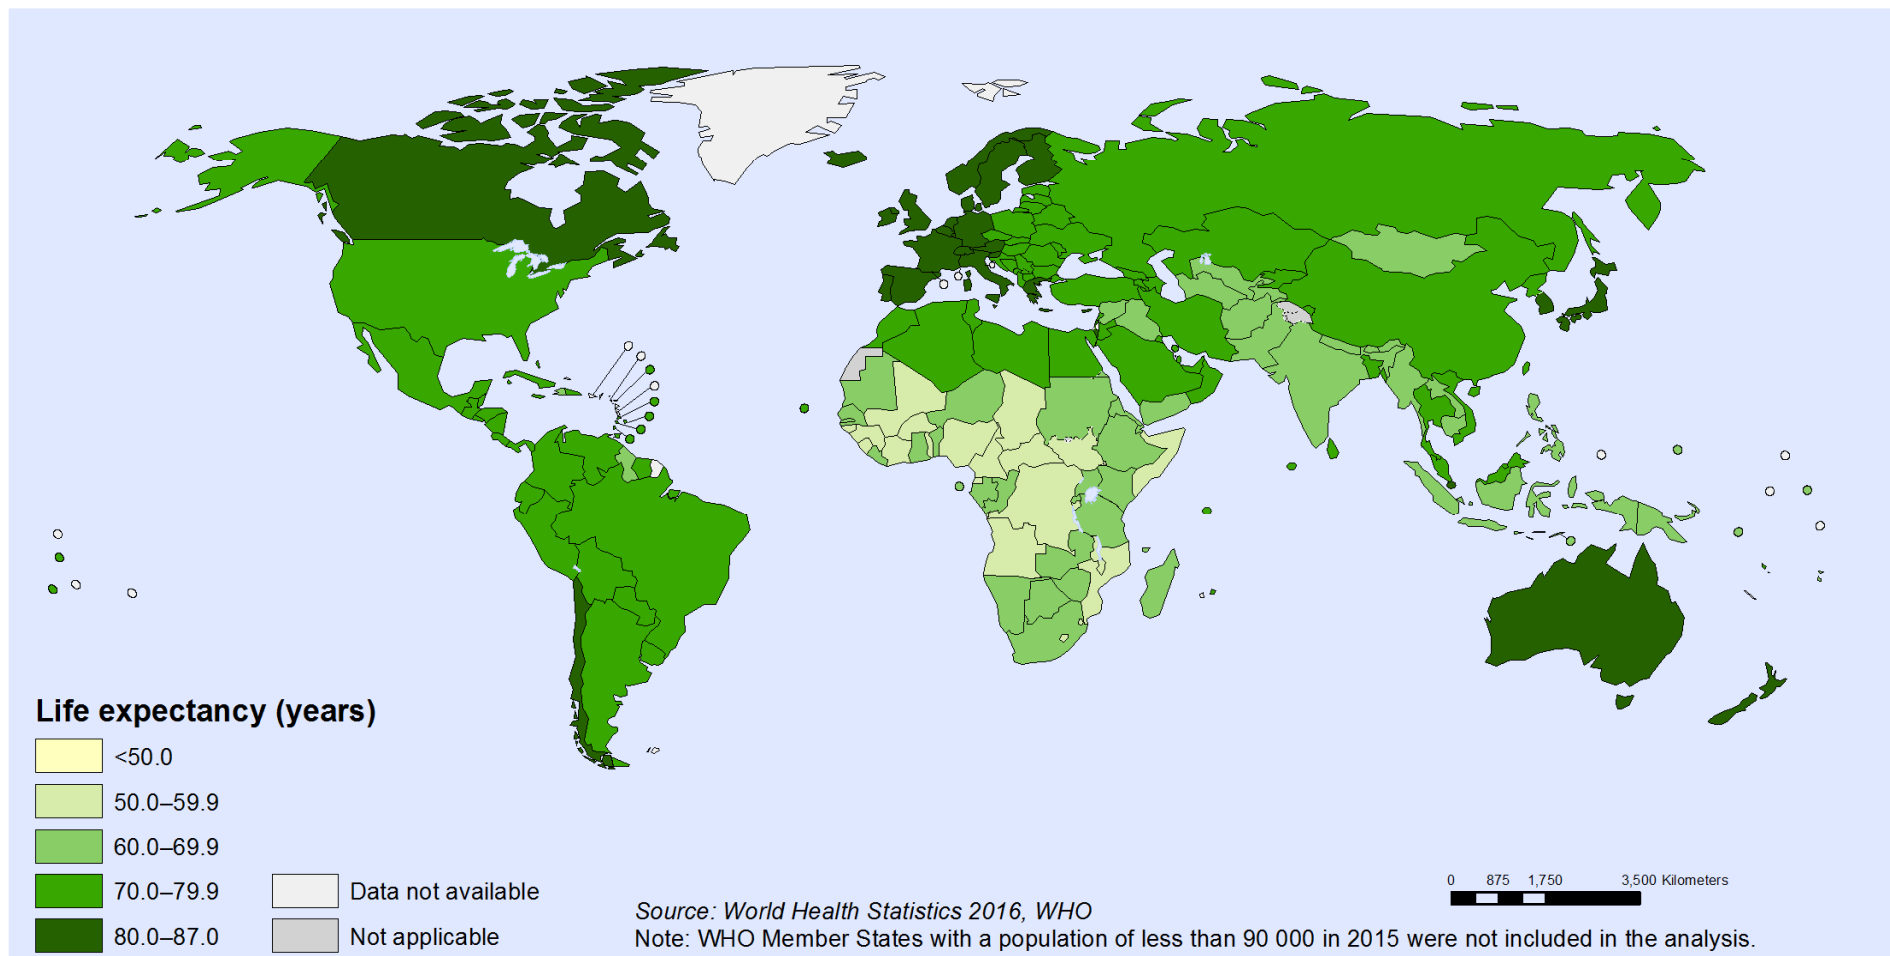 Life expectancy (years)
<50.0
50.0–59.9
60.0–69.9
70.0–79.9
80.0–87.0
Data not available
Not applicable
0 875 1,750 3,500 Kilometers
Source: World Health Statistics 2016, WHO
Note: WHO Member States with a population of less than 90 000 in 2015 were not included in the analysis.